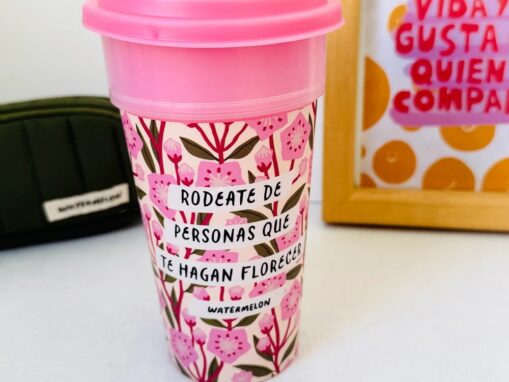 VIDA Y
GUSTA
QUIEN
COMPA
RODEATE DE
PERSONAS QUE
TE HAGAN FLORECER
WATERMELON
WATERMELON